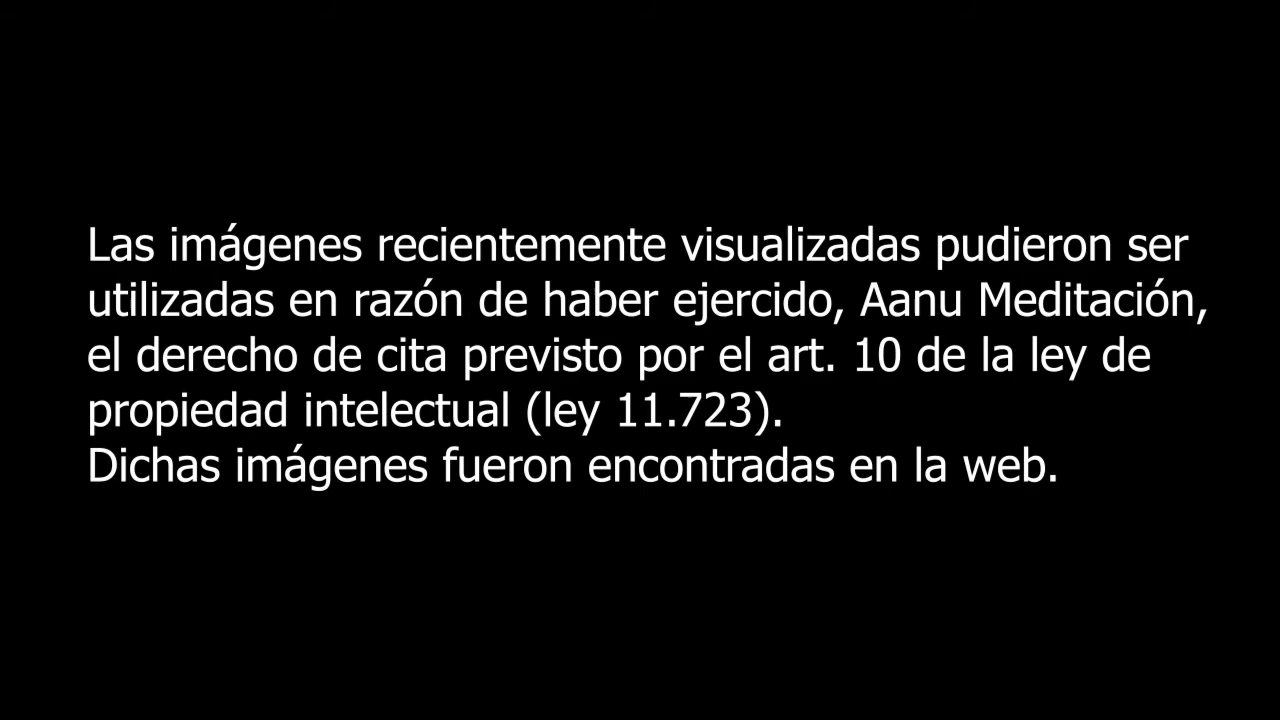 Las imágenes recientemente visualizadas pudieron ser
utilizadas en razón de haber ejercido, Aanu Meditación,
el derecho de cita previsto por el art. 10 de la ley de
propiedad intelectual (ley 11.723).
Dichas imágenes fueron encontradas en la web.